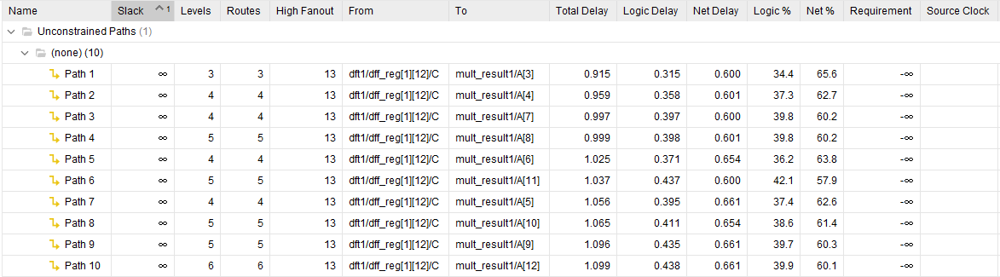 Name Slack 1 Levels Routes High Fanout From To Total Delay Logic Delay Net Delay Logic % Net % Requirement Source Clock
Unconstrained Paths (1)
(none) (10)
Path 1 ∞ 3 3 13 dft1/dff_reg[1][12]/C mult_result1/A[3] 0.915 0.315 0.600 34.4 65.6 -∞
Path 2 ∞ 4 4 13 dft1/dff_reg[1][12]/C mult_result1/A[4] 0.959 0.358 0.601 37.3 62.7 -∞
Path 3 ∞ 4 4 13 dft1/dff_reg[1][12]/C mult_result1/A[7] 0.997 0.397 0.600 39.8 60.2 -∞
Path 4 ∞ 5 5 13 dft1/dff_reg[1][12]/C mult_result1/A[8] 0.999 0.398 0.601 39.8 60.2 -∞
Path 5 ∞ 4 4 13 dft1/dff_reg[1][12]/C mult_result1/A[6] 1.025 0.371 0.654 36.2 63.8 -∞
Path 6 ∞ 5 5 13 dft1/dff_reg[1][12]/C mult_result1/A[11] 1.037 0.437 0.600 42.1 57.9 -∞
Path 7 ∞ 4 4 13 dft1/dff_reg[1][12]/C mult_result1/A[5] 1.056 0.395 0.661 37.4 62.6 -∞
Path 8 ∞ 5 5 13 dft1/dff_reg[1][12]/C mult_result1/A[10] 1.065 0.411 0.654 38.6 61.4 -∞
Path 9 ∞ 5 5 13 dft1/dff_reg[1][12]/C mult_result1/A[9] 1.096 0.435 0.661 39.7 60.3 -∞
Path 10 ∞ 6 6 13 dft1/dff_reg[1][12]/C mult_result1/A[12] 1.099 0.438 0.661 39.9 60.1 -∞